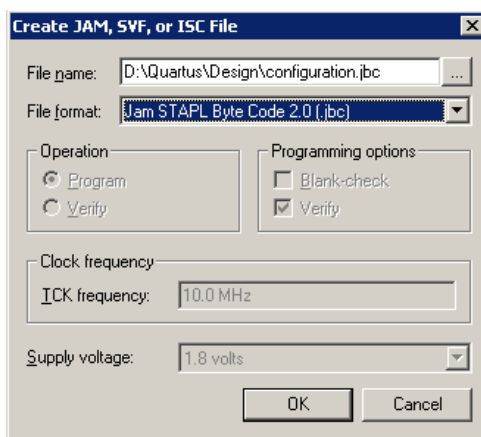 Create JAM, SVF, or ISC File
File name: D:\Quartus\Design\configuration.jbc ...
File format: Jam STAPL Byte Code 2.0 (.jbc)
Operation Programming options
Program Blank-check
Verify Verify
Clock frequency
TCK frequency: 10.0 MHz
Supply voltage: 1.8 volts
OK Cancel